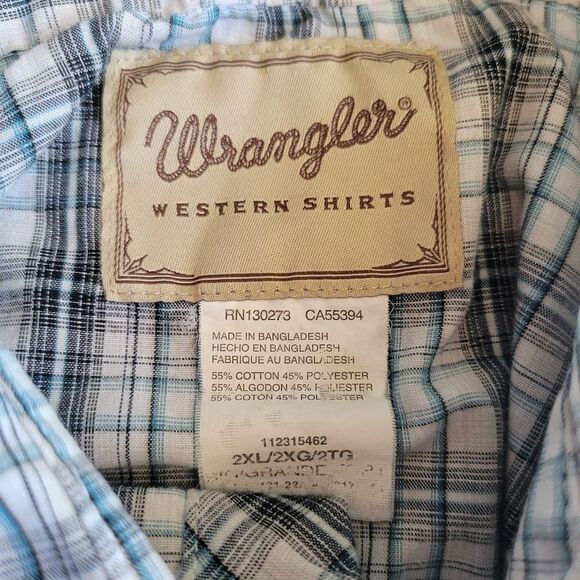 Wrangler®
WESTERN SHIRTS
RN130273 CA55394
MADE IN BANGLADESH
HECHO EN BANGLADESH
FABRIQUE AU BANGLADESH
55% COTTON 45% POLYESTER
55% ALGODON 45% POLIESTER
55% COTON 45% POLYESTER
112315462
2XL/2XG/2TG
GRANDE